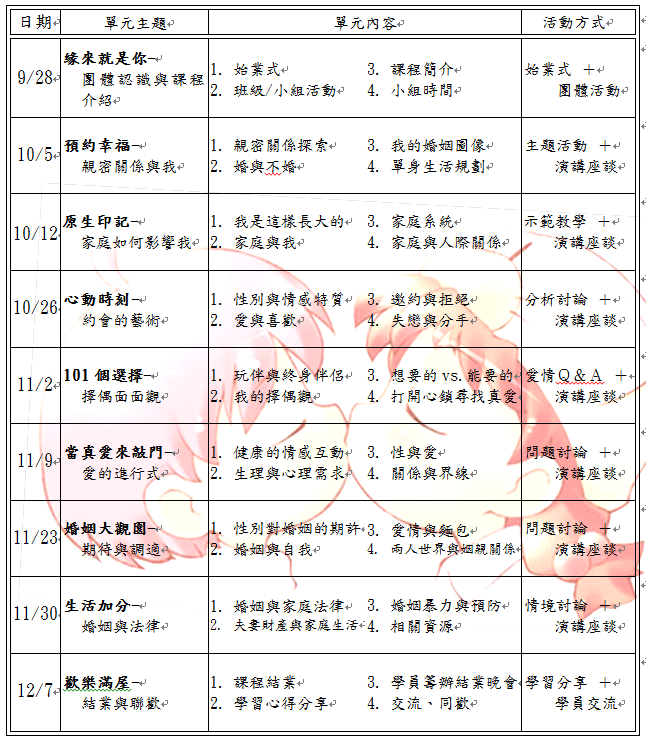 日期 單元主題 單元內容 活動方式
9/28 緣來就是你─
團體認識與課程
介紹
1. 始業式 3. 課程簡介
2. 班級/小組活動 4. 小組時間
始業式 ＋
團體活動
10/5 預約幸福─
親密關係與我
1. 親密關係探索 3. 我的婚姻圖像
2. 婚與不婚 4. 單身生活規劃
主題活動 ＋
演講座談
10/12 原生印記─
家庭如何影響我
1. 我是這樣長大的 3. 家庭系統
2. 家庭與我 4. 家庭與人際關係
示範教學 ＋
演講座談
10/26 心動時刻─
約會的藝術
1. 性別與情感特質 3. 邀約與拒絕
2. 愛與喜歡 4. 失戀與分手
分析討論 ＋
演講座談
11/2 101 個選擇─
擇偶面面觀
1. 玩伴與終身伴侶 3. 想要的 vs.能要的
2. 我的擇偶觀 4. 打開心鎖尋找真愛
愛情Ｑ＆Ａ ＋
演講座談
11/9 當真愛來敲門─
愛的進行式
1. 健康的情感互動 3. 性與愛
2. 生理與心理需求 4. 關係與界線
問題討論 ＋
演講座談
11/23 婚姻大觀園─
期待與調適
1. 性別對婚姻的期許 3. 愛情與麵包
2. 婚姻與自我 4. 兩人世界與姻親關係
問題討論 ＋
演講座談
11/30 生活加分─
婚姻與法律
1. 婚姻與家庭法律 3. 婚姻暴力與預防
2. 夫妻財產與家庭生活 4. 相關資源
情境討論 ＋
演講座談
12/7 歡樂滿屋─
結業與聯歡
1. 課程結業 3. 學員籌辦結業晚會
2. 學習心得分享 4. 交流、同歡
學習分享 ＋
學員交流